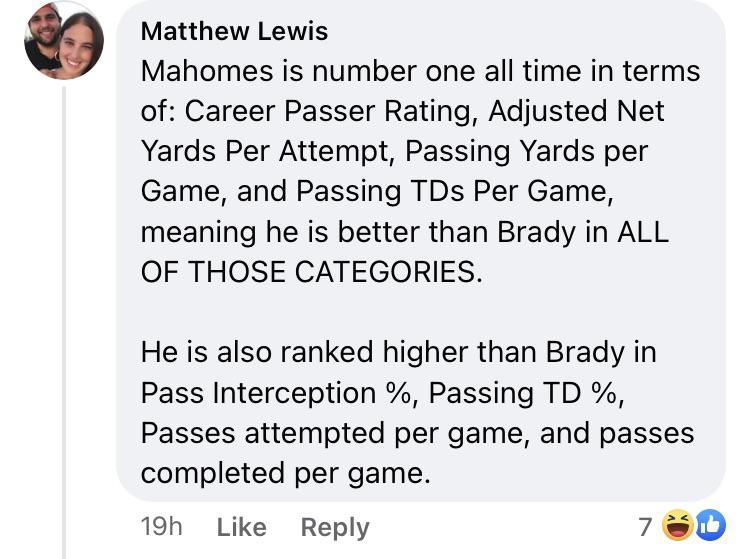 Matthew Lewis
Mahomes is number one all time in terms
of: Career Passer Rating, Adjusted Net
Yards Per Attempt, Passing Yards per
Game, and Passing TDs Per Game,
meaning he is better than Brady in ALL
OF THOSE CATEGORIES.
He is also ranked higher than Brady in
Pass Interception %, Passing TD %,
Passes attempted per game, and passes
completed per game.
19h Like Reply 7